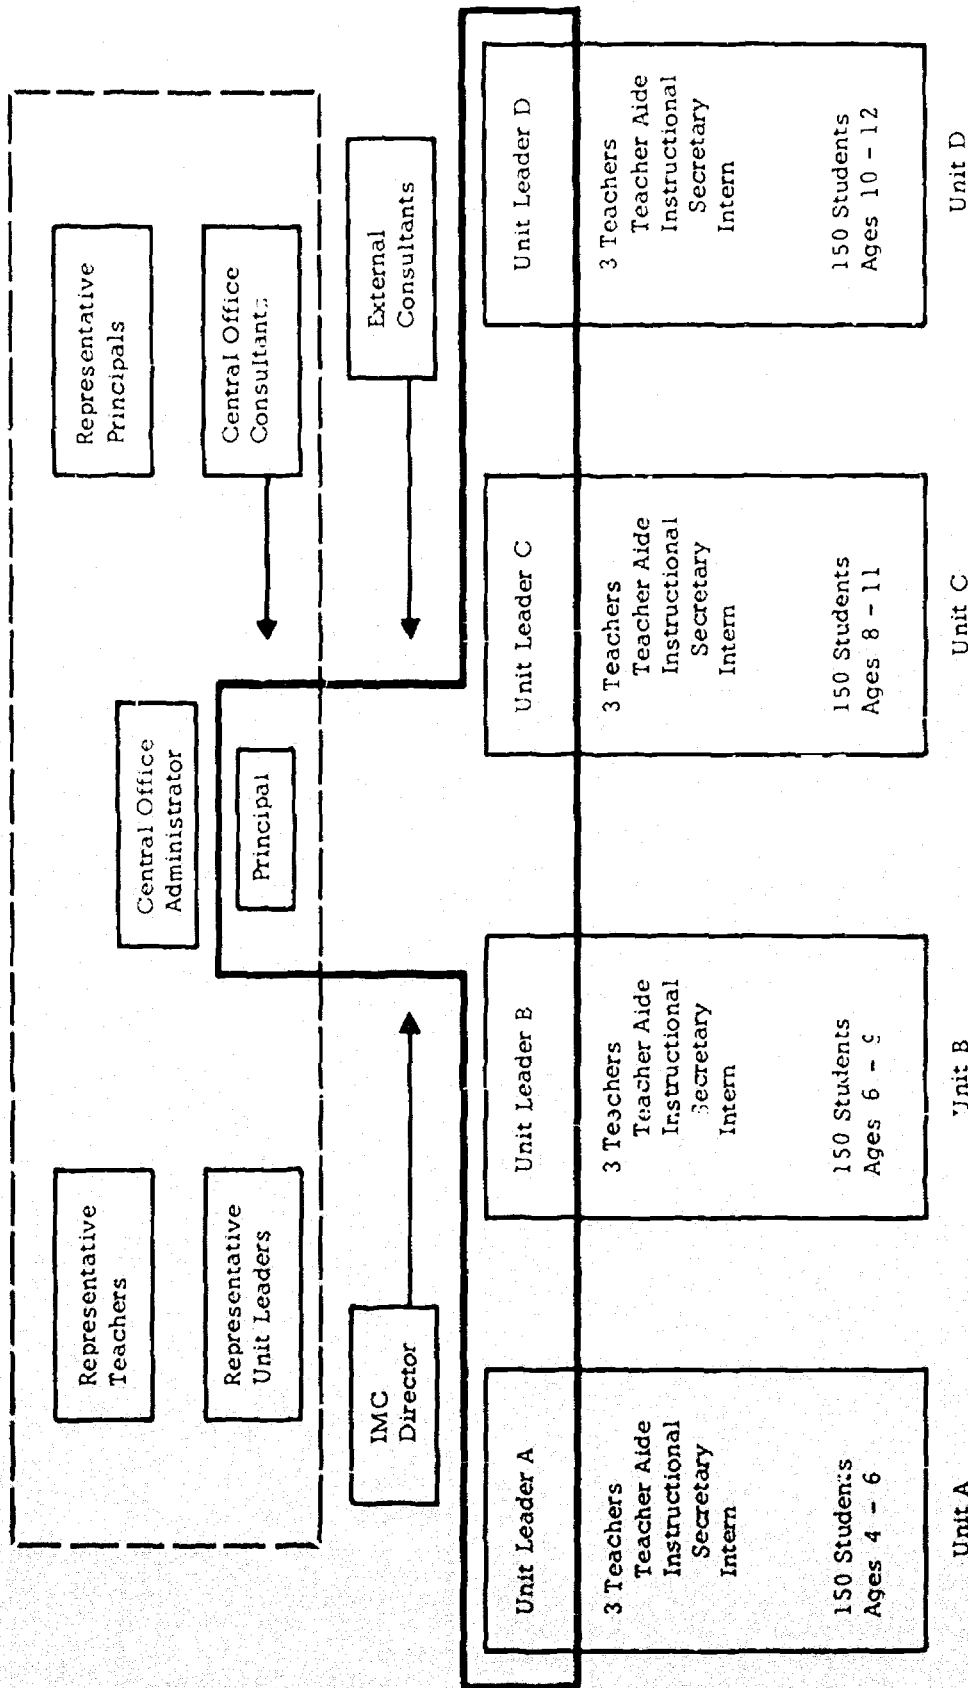 Representative
Teachers
Representative
Unit Leaders
Central Office
Administrator
Principal
Representative
Principals
Central Office
Consultants
IMC
Director
External
Consultants
Unit Leader A
3 Teachers
Teacher Aide
Instructional
Secretary
Intern
150 Students
Ages 4 - 6
Unit A
Unit Leader B
3 Teachers
Teacher Aide
Instructional
Secretary
Intern
150 Students
Ages 6 - 9
Unit B
Unit Leader C
3 Teachers
Teacher Aide
Instructional
Secretary
Intern
150 Students
Ages 8 - 11
Unit C
Unit Leader D
3 Teachers
Teacher Aide
Instructional
Secretary
Intern
150 Students
Ages 10 - 12
Unit D